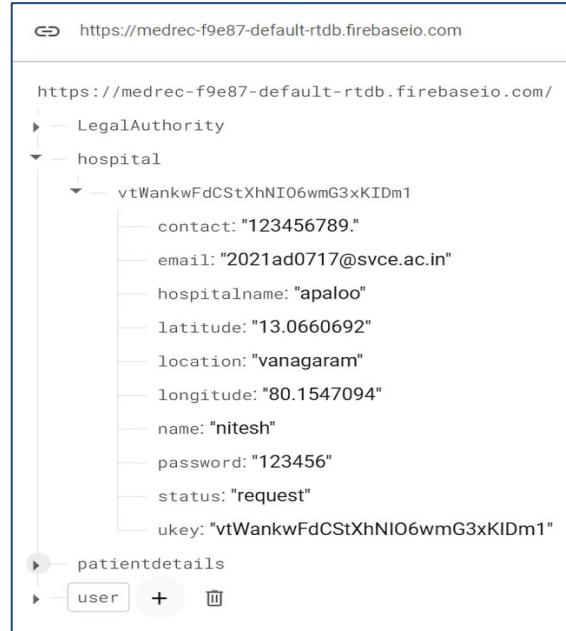 https://medrec-f9e87-default-rtdb.firebaseio.com
https://medrec-f9e87-default-rtdb.firebaseio.com/
LegalAuthority
hospital
vtWankwFdCStXhNIO6wmG3xKIDm1
contact: "123456789."
email: "2021ad0717@svce.ac.in"
hospitalname: "apaloo"
latitude: "13.0660692"
location: "vanagaram"
longitude: "80.1547094"
name: "nitesh"
password: "123456"
status: "request"
ukey: "vtWankwFdCStXhNIO6wmG3xKIDm1"
patientdetails
user +